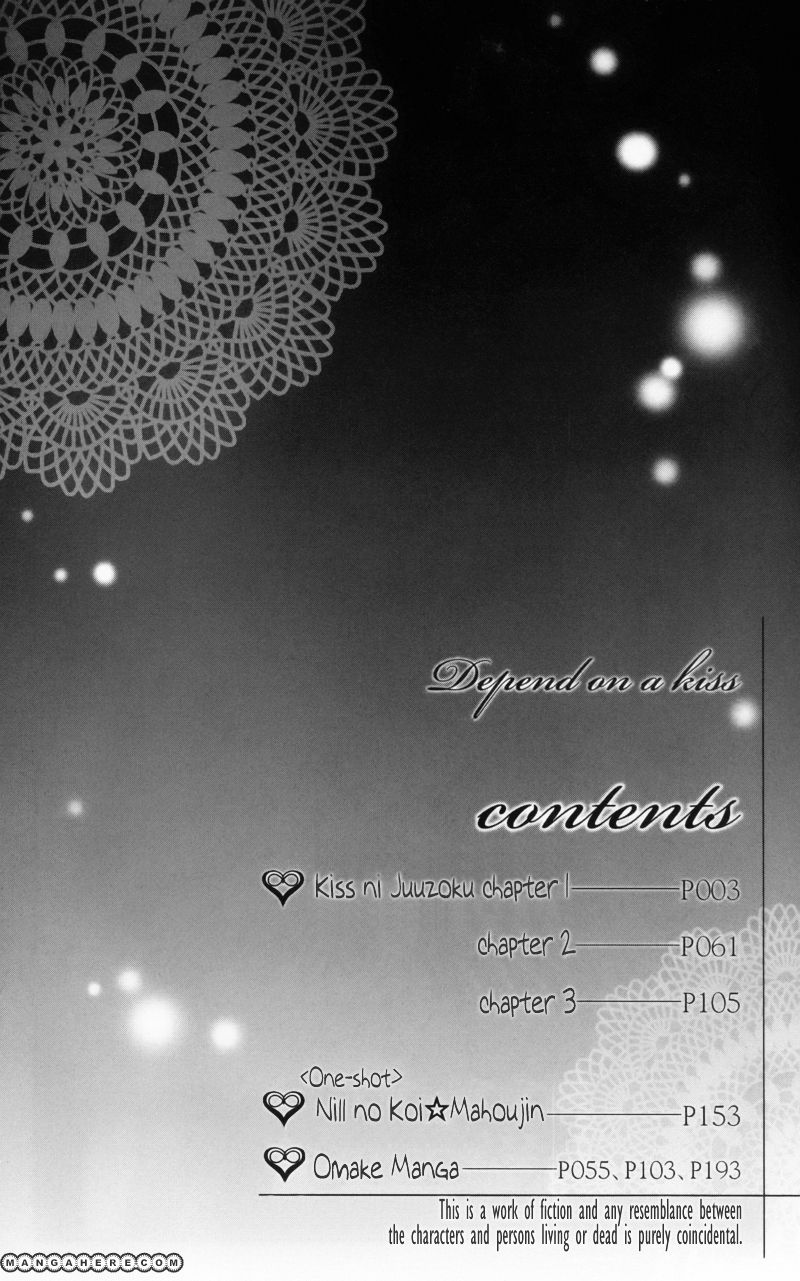 Depend on a kiss
contents
Kiss ni Juuzoku chapter 1 P003
chapter 2 P061
chapter 3 P105
<One-shot>
Nill no Koi☆Mahoujin P153
Omake Manga P055、P103、P193
This is a work of fiction and any resemblance between
the characters and persons living or dead is purely coincidental.
MANGAHERE.COM